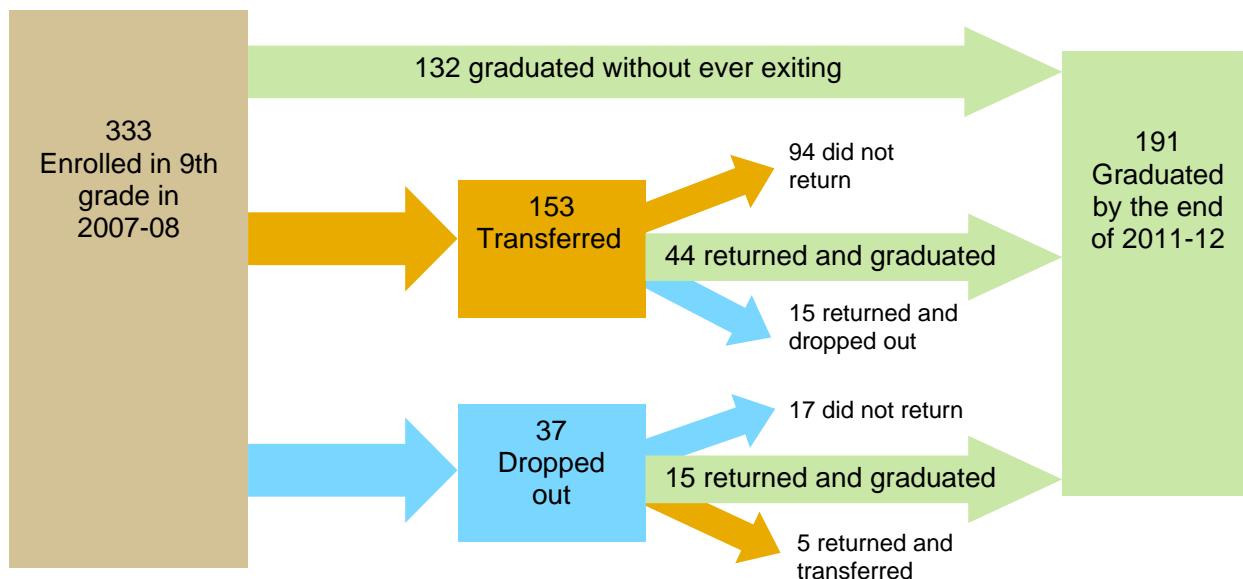 333
Enrolled in 9th
grade in
2007-08
132 graduated without ever exiting
153
Transferred
94 did not
return
44 returned and graduated
15 returned and
dropped out
37
Dropped
out
17 did not return
15 returned and graduated
5 returned and
transferred
191
Graduated
by the end
of 2011-12